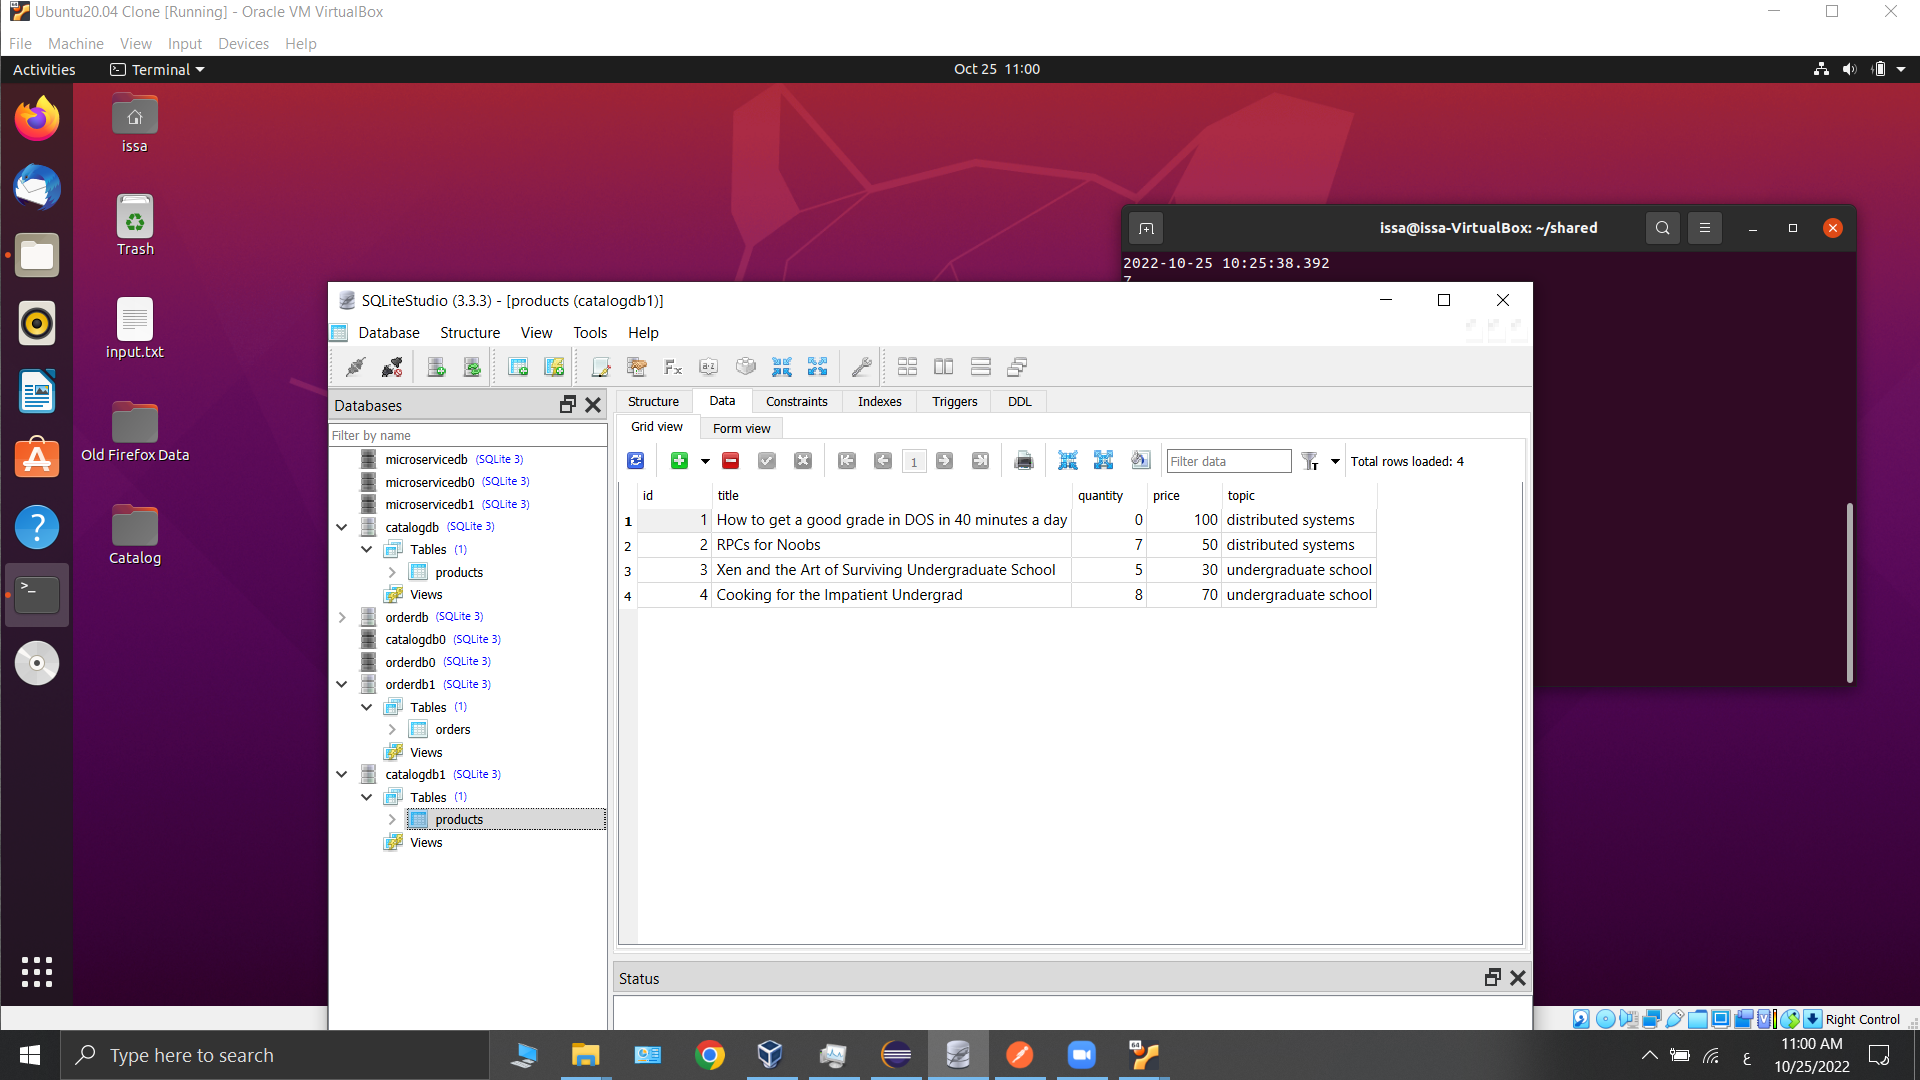 Ubuntu20.04 Clone [Running] - Oracle VM VirtualBox
File Machine View Input Devices Help
Activities Terminal Oct 25 11:00
issa
Trash
input.txt
Old Firefox Data
Catalog
issa@issa-VirtualBox: ~/shared
2022-10-25 10:25:38.392
SQLiteStudio (3.3.3) - [products (catalogdb1)]
Database Structure View Tools Help
Databases
Filter by name
microservicedb (SQLite 3)
microservicedb0 (SQLite 3)
microservicedb1 (SQLite 3)
catalogdb (SQLite 3)
Tables (1)
products
Views
orderdb (SQLite 3)
catalogdb0 (SQLite 3)
orderdb0 (SQLite 3)
orderdb1 (SQLite 3)
Tables (1)
orders
Views
catalogdb1 (SQLite 3)
Tables (1)
products
Views
Structure Data Constraints Indexes Triggers DDL
Grid view Form view
1 Filter data Total rows loaded: 4
id title quantity price topic
1 1 How to get a good grade in DOS in 40 minutes a day 0 100 distributed systems
2 2 RPCs for Noobs 7 50 distributed systems
3 3 Xen and the Art of Surviving Undergraduate School 5 30 undergraduate school
4 4 Cooking for the Impatient Undergrad 8 70 undergraduate school
Status
Right Control
Type here to search
ع
11:00 AM
10/25/2022